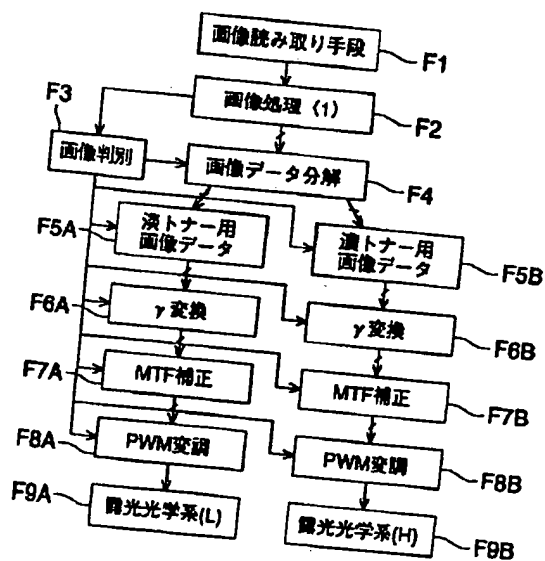 画像読み取り手段
F1
画像処理(1)
F2
F3
画像判別
画像データ分解
F4
F5A
淡トナー用
画像データ
濃トナー用
画像データ
F5B
F6A
γ変換
γ変換
F6B
F7A
MTF補正
MTF補正
F7B
F8A
PWM変調
PWM変調
F8B
F9A
露光光学系(L)
露光光学系(H)
F9B